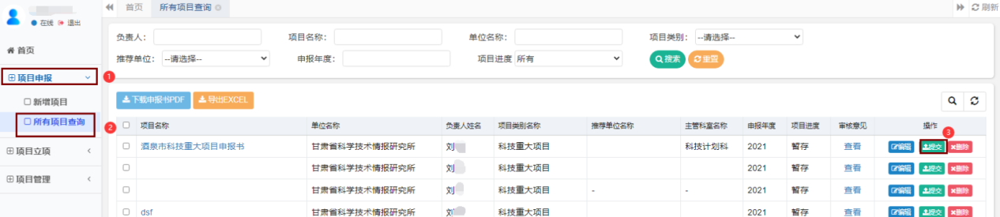 首页 所有项目查询 刷新
在线 退出
负责人： 项目名称： 单位名称： 项目类别： --请选择--
首页
推荐单位： --请选择-- 申报年度： 项目进度 所有 搜索 重置
项目申报 1
新增项目 下载申报书PDF 导出EXCEL
所有项目查询 2 项目名称 单位名称 负责人姓名 项目类别名称 推荐单位名称 主管科室名称 申报年度 项目进度 审核意见 操作
3
项目立项 酒泉市科技重大项目申报书 甘肃省科学技术情报研究所 刘 科技重大项目 科技计划科 2021 暂存 查看 编辑 提交 删除
甘肃省科学技术情报研究所 刘 科技重大项目 2021 暂存 查看 编辑 提交 删除
项目管理
甘肃省科学技术情报研究所 刘 科技重大项目 - - 2021 暂存 查看 编辑 提交 删除
dsf 甘肃省科学技术情报研究所 刘 科技重大项目 2021 暂存 查看 编辑 提交 删除